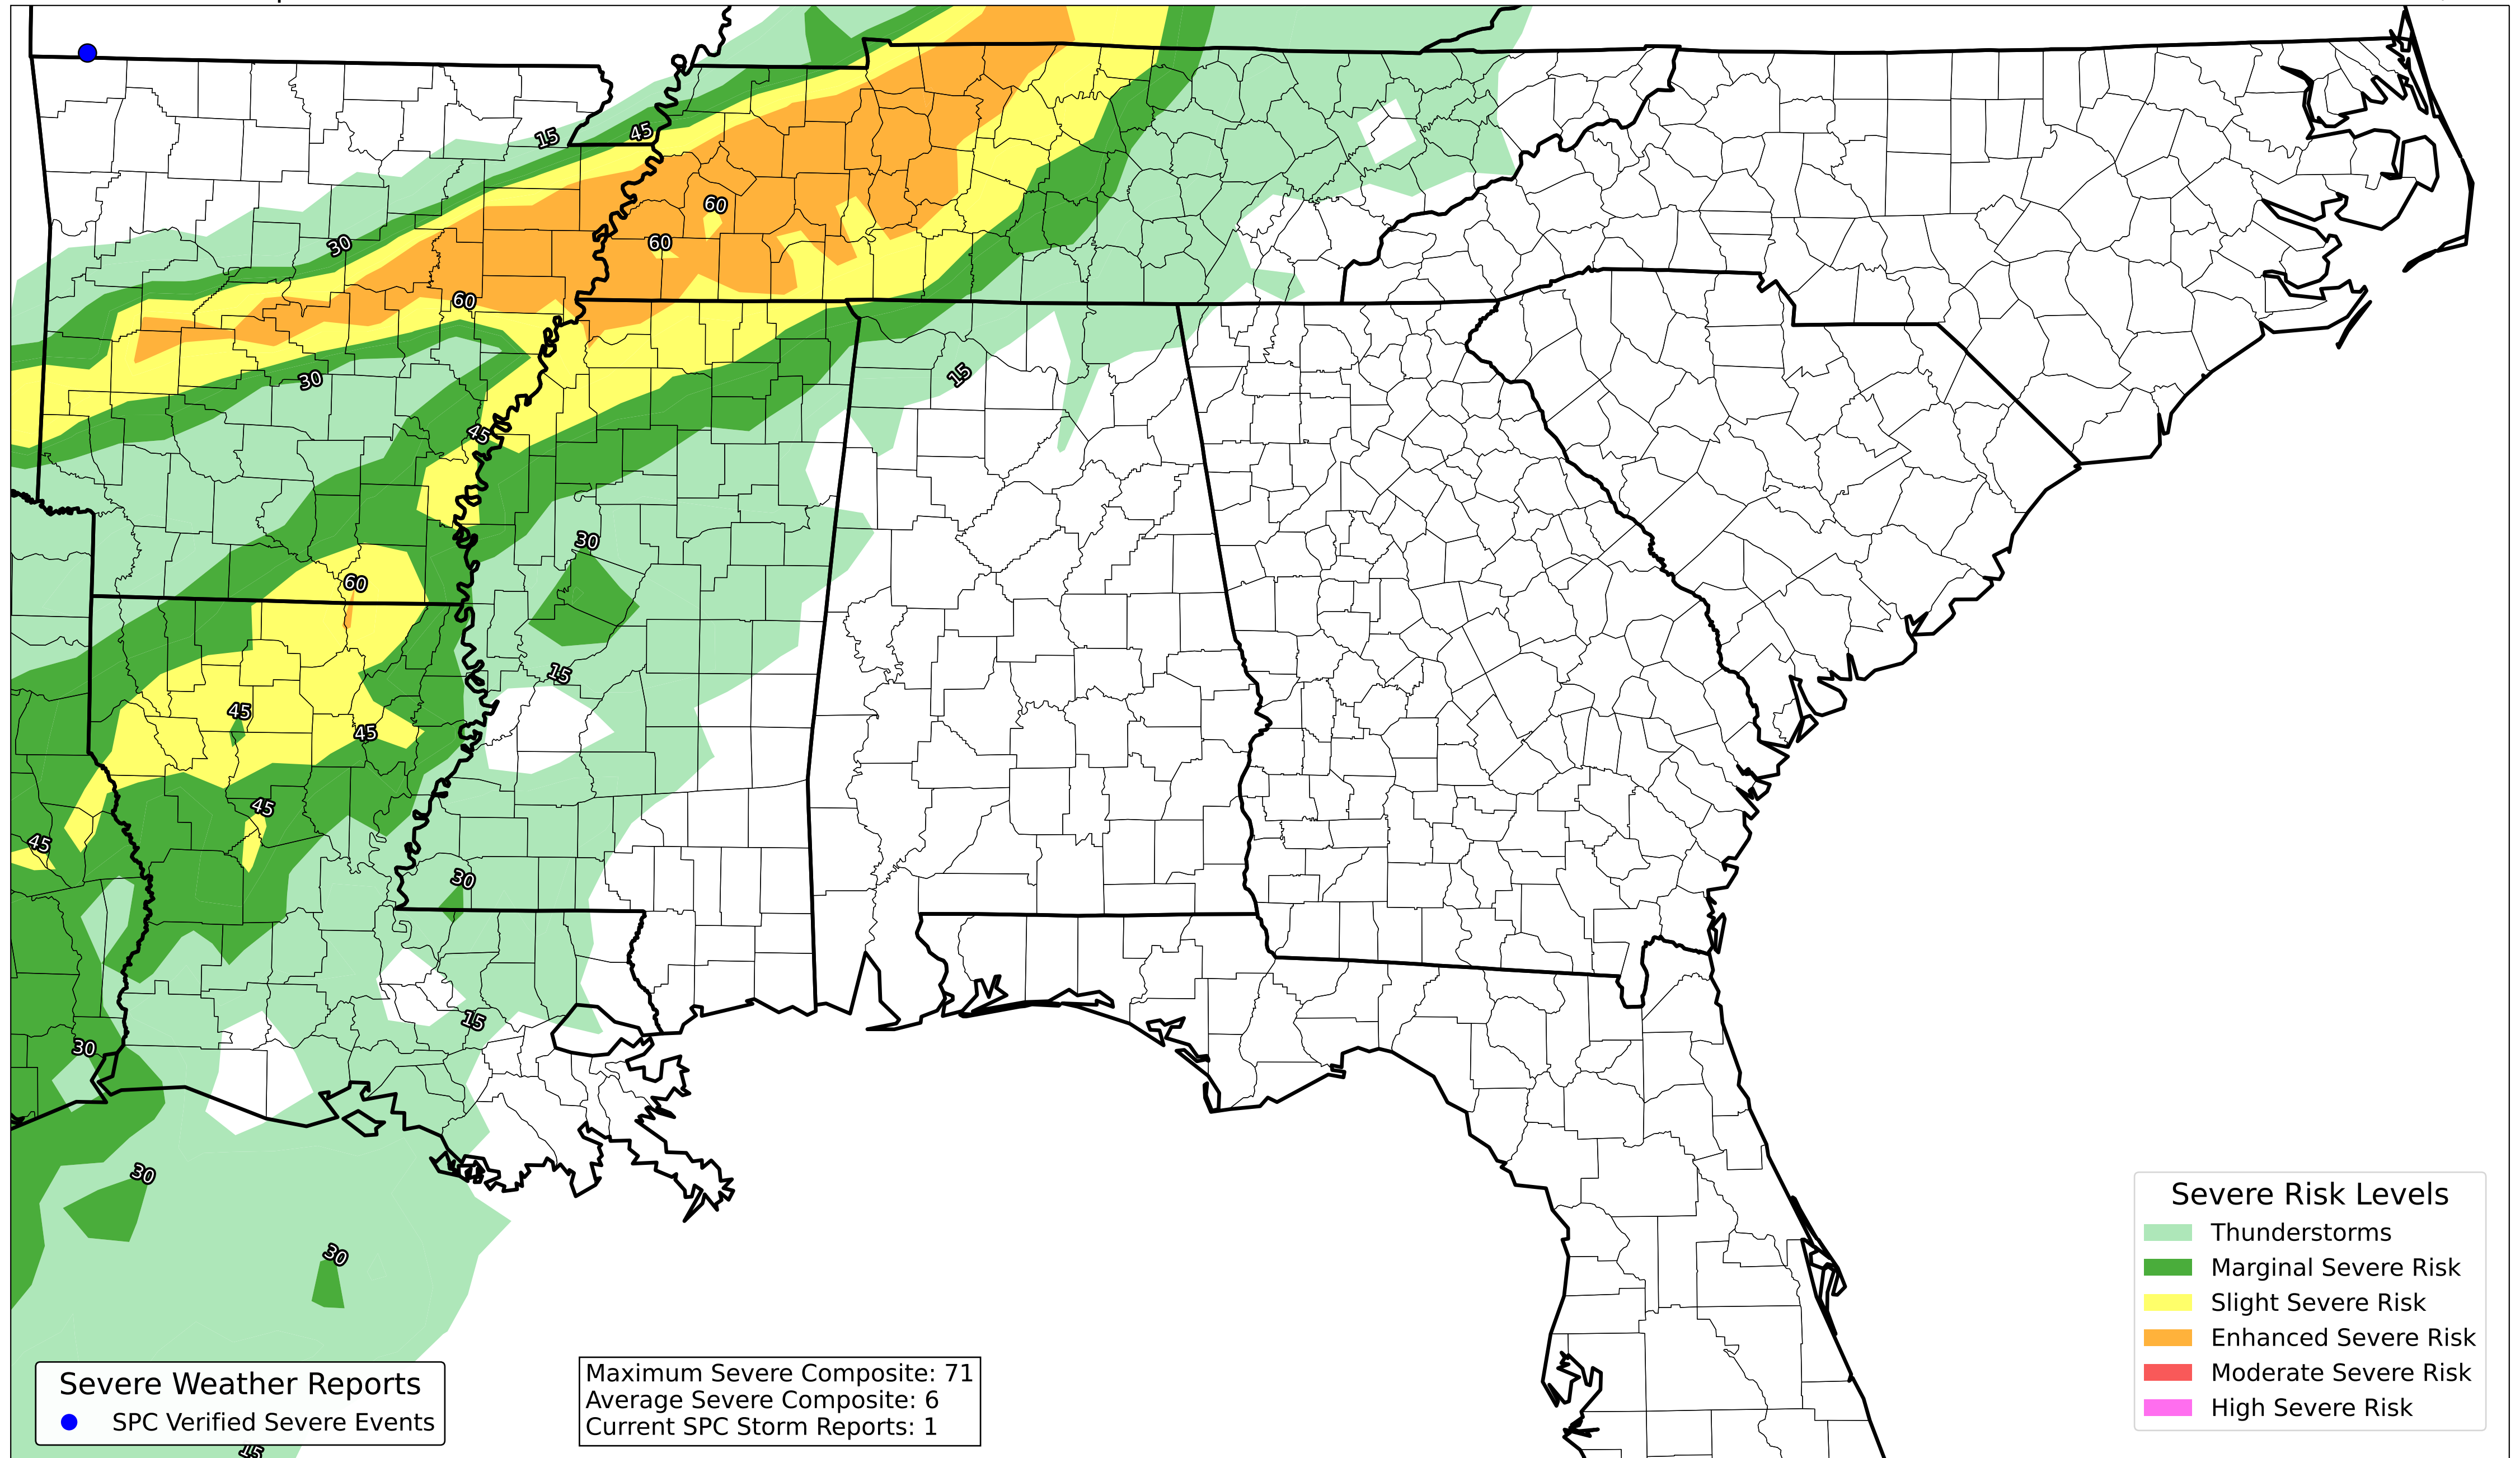 15
45
60
30
60
60
30
15
45
30
60
15
45
45
45
45
30
15
30
30
30
15
Severe Risk Levels
Thunderstorms
Marginal Severe Risk
Slight Severe Risk
Enhanced Severe Risk
Moderate Severe Risk
High Severe Risk
Severe Weather Reports
SPC Verified Severe Events
Maximum Severe Composite: 71
Average Severe Composite: 6
Current SPC Storm Reports: 1